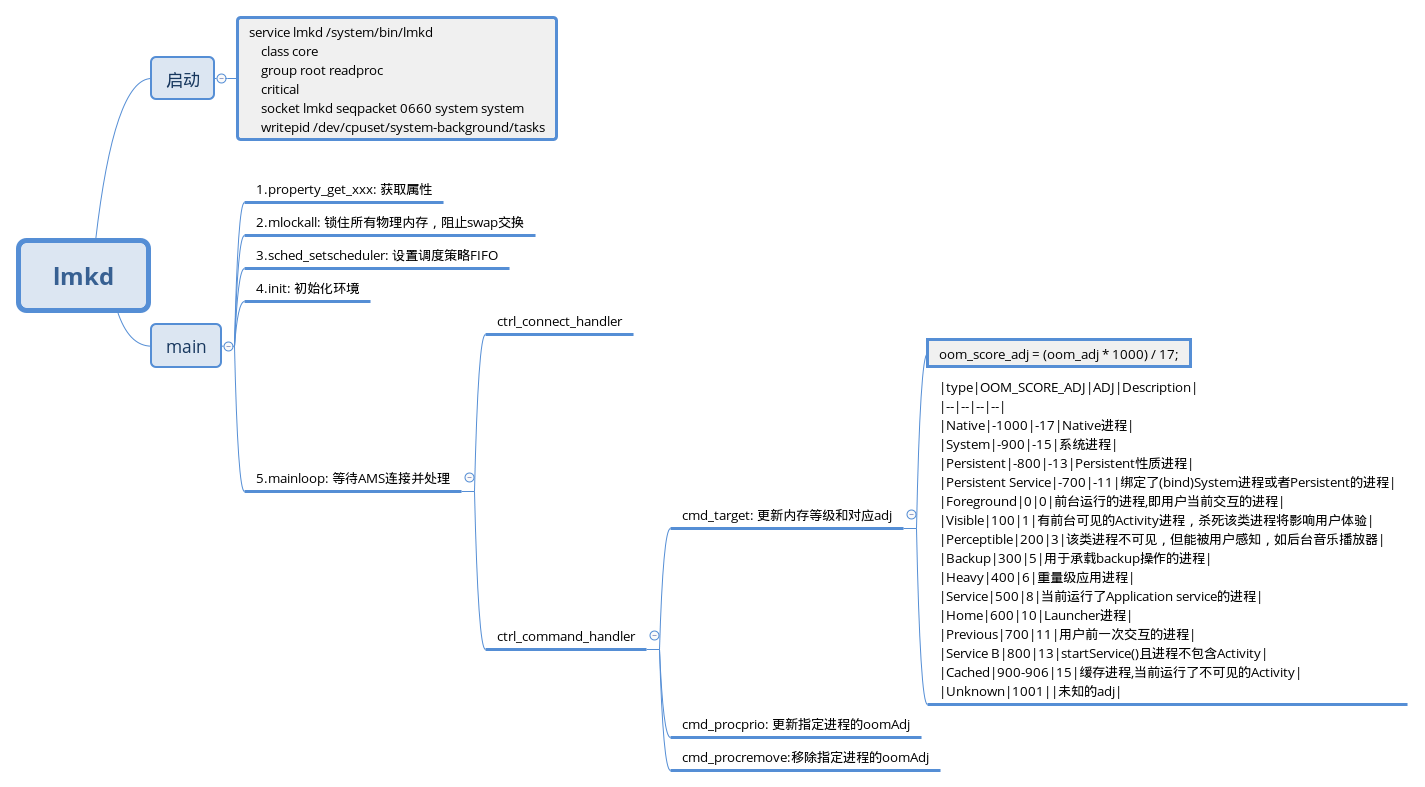 lmkd
启动
service lmkd /system/bin/lmkd
class core
group root readproc
critical
socket lmkd seqpacket 0660 system system
writepid /dev/cpuset/system-background/tasks
main
1.property_get_xxx: 获取属性
2.mlockall: 锁住所有物理内存，阻止swap交换
3.sched_setscheduler: 设置调度策略FIFO
4.init: 初始化环境
5.mainloop: 等待AMS连接并处理
ctrl_connect_handler
ctrl_command_handler
cmd_target: 更新内存等级和对应adj
oom_score_adj = (oom_adj * 1000) / 17;
|type|OOM_SCORE_ADJ|ADJ|Description|
|--|--|--|--|
|Native|-1000|-17|Native进程|
|System|-900|-15|系统进程|
|Persistent|-800|-13|Persistent性质进程|
|Persistent Service|-700|-11|绑定了(bind)System进程或者Persistent的进程|
|Foreground|0|0|前台运行的进程,即用户当前交互的进程|
|Visible|100|1|有前台可见的Activity进程，杀死该类进程将影响用户体验|
|Perceptible|200|3|该类进程不可见，但能被用户感知，如后台音乐播放器|
|Backup|300|5|用于承载backup操作的进程|
|Heavy|400|6|重量级应用进程|
|Service|500|8|当前运行了Application service的进程|
|Home|600|10|Launcher进程|
|Previous|700|11|用户前一次交互的进程|
|Service B|800|13|startService()且进程不包含Activity|
|Cached|900-906|15|缓存进程,当前运行了不可见的Activity|
|Unknown|1001||未知的adj|
cmd_procprio: 更新指定进程的oomAdj
cmd_procremove:移除指定进程的oomAdj